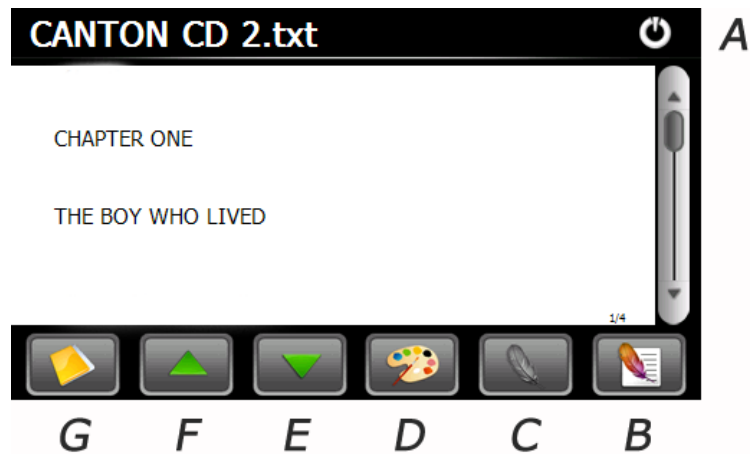 CANTON CD 2.txt
A
CHAPTER ONE
THE BOY WHO LIVED
1/4
G F E D C B